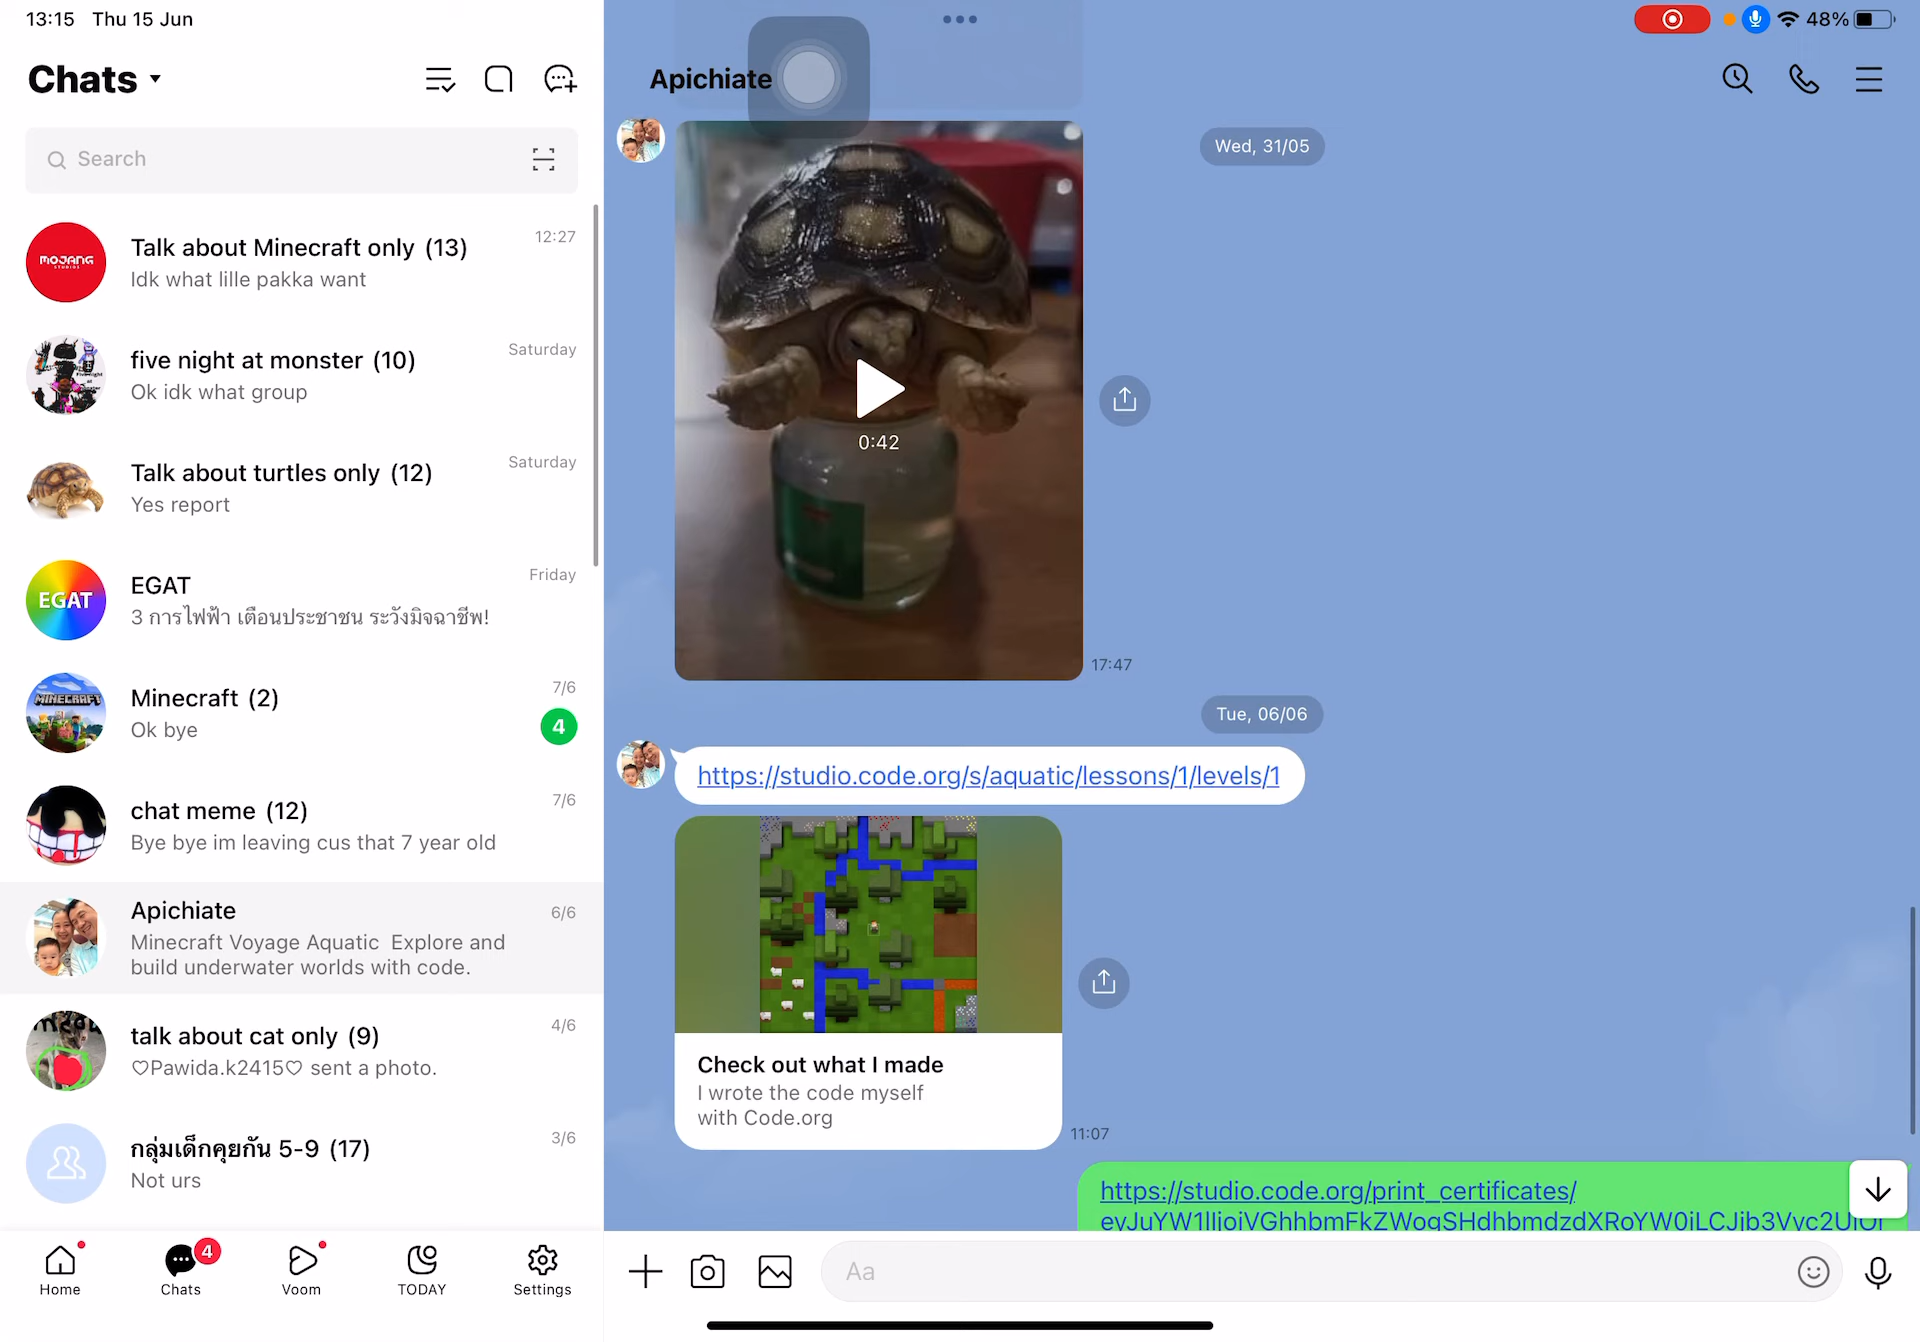 13:15 Thu 15 Jun
48%
Chats
Search
MOJANG
STUDIOS
Talk about Minecraft only (13)
12:27
Idk what lille pakka want
five night at monster (10)
Saturday
Ok idk what group
Talk about turtles only (12)
Saturday
Yes report
EGAT
EGAT
Friday
3 การไฟฟ้า เตือนประชาชน ระวังมิจฉาชีพ!
MINECRAFT
Minecraft (2)
7/6
Ok bye
4
chat meme (12)
7/6
Bye bye im leaving cus that 7 year old
Apichiate
6/6
Minecraft Voyage Aquatic Explore and
build underwater worlds with code.
talk about cat only (9)
4/6
♡Pawida.k2415♡ sent a photo.
กลุ่มเด็กคุยกัน 5-9 (17)
3/6
Not urs
Home
Chats
4
Voom
TODAY
Settings
Apichiate
Wed, 31/05
0:42
17:47
Tue, 06/06
https://studio.code.org/s/aquatic/lessons/1/levels/1
Check out what I made
I wrote the code myself
with Code.org
11:07
https://studio.code.org/print_certificates/
Aa